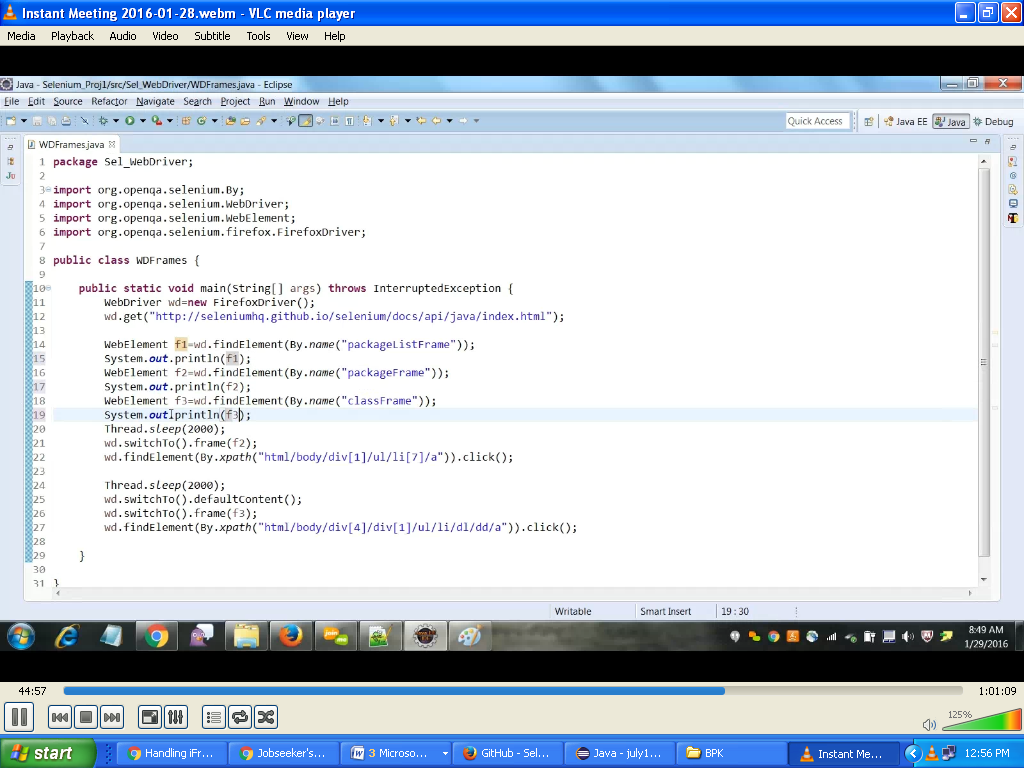 Instant Meeting 2016-01-28.webm - VLC media player
Media Playback Audio Video Subtitle Tools View Help
Java - Selenium_Proj1/src/Sel_WebDriver/WDFrames.java - Eclipse
File Edit Source Refactor Navigate Search Project Run Window Help
Quick Access Java EE Java Debug
WDFrames.java
1 package Sel_WebDriver;
2
3 import org.openqa.selenium.By;
4 import org.openqa.selenium.WebDriver;
5 import org.openqa.selenium.WebElement;
6 import org.openqa.selenium.firefox.FirefoxDriver;
7
8 public class WDFrames {
9
10 public static void main(String[] args) throws InterruptedException {
11 WebDriver wd=new FirefoxDriver();
12 wd.get("http://seleniumhq.github.io/selenium/docs/api/java/index.html");
13
14 WebElement f1=wd.findElement(By.name("packageListFrame"));
15 System.out.println(f1);
16 WebElement f2=wd.findElement(By.name("packageFrame"));
17 System.out.println(f2);
18 WebElement f3=wd.findElement(By.name("classFrame"));
19 System.out.println(f3);
20 Thread.sleep(2000);
21 wd.switchTo().frame(f2);
22 wd.findElement(By.xpath("html/body/div[1]/ul/li[7]/a")).click();
23
24 Thread.sleep(2000);
25 wd.switchTo().defaultContent();
26 wd.switchTo().frame(f3);
27 wd.findElement(By.xpath("html/body/div[4]/div[1]/ul/li/dl/dd/a")).click();
28
29 }
30
31 }
Writable Smart Insert 19 : 30
8:49 AM
1/29/2016
44:57 1:01:09
125%
start Handling iFr... Jobseeker's... 3 Microso... GitHub - Sel... Java - july1... BPK Instant Me... 12:56 PM